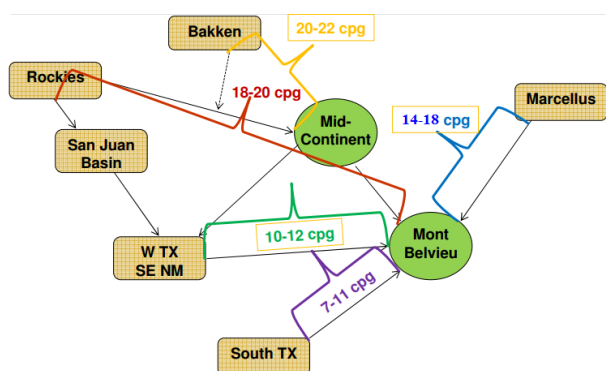 Bakken
20-22 cpg
Rockies
18-20 cpg
Marcellus
Mid-
Continent
14-18 cpg
San Juan
Basin
10-12 cpg
W TX
SE NM
Mont
Belvieu
7-11 cpg
South TX